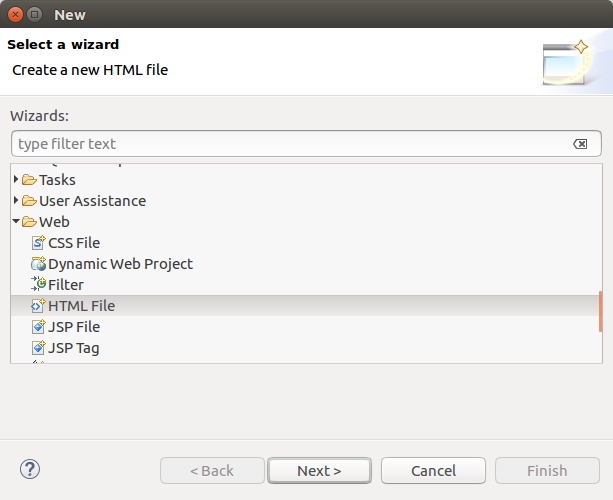 New
Select a wizard
Create a new HTML file
Wizards:
type filter text
Tasks
User Assistance
Web
CSS File
Dynamic Web Project
Filter
HTML File
JSP File
JSP Tag
< Back Next > Cancel Finish